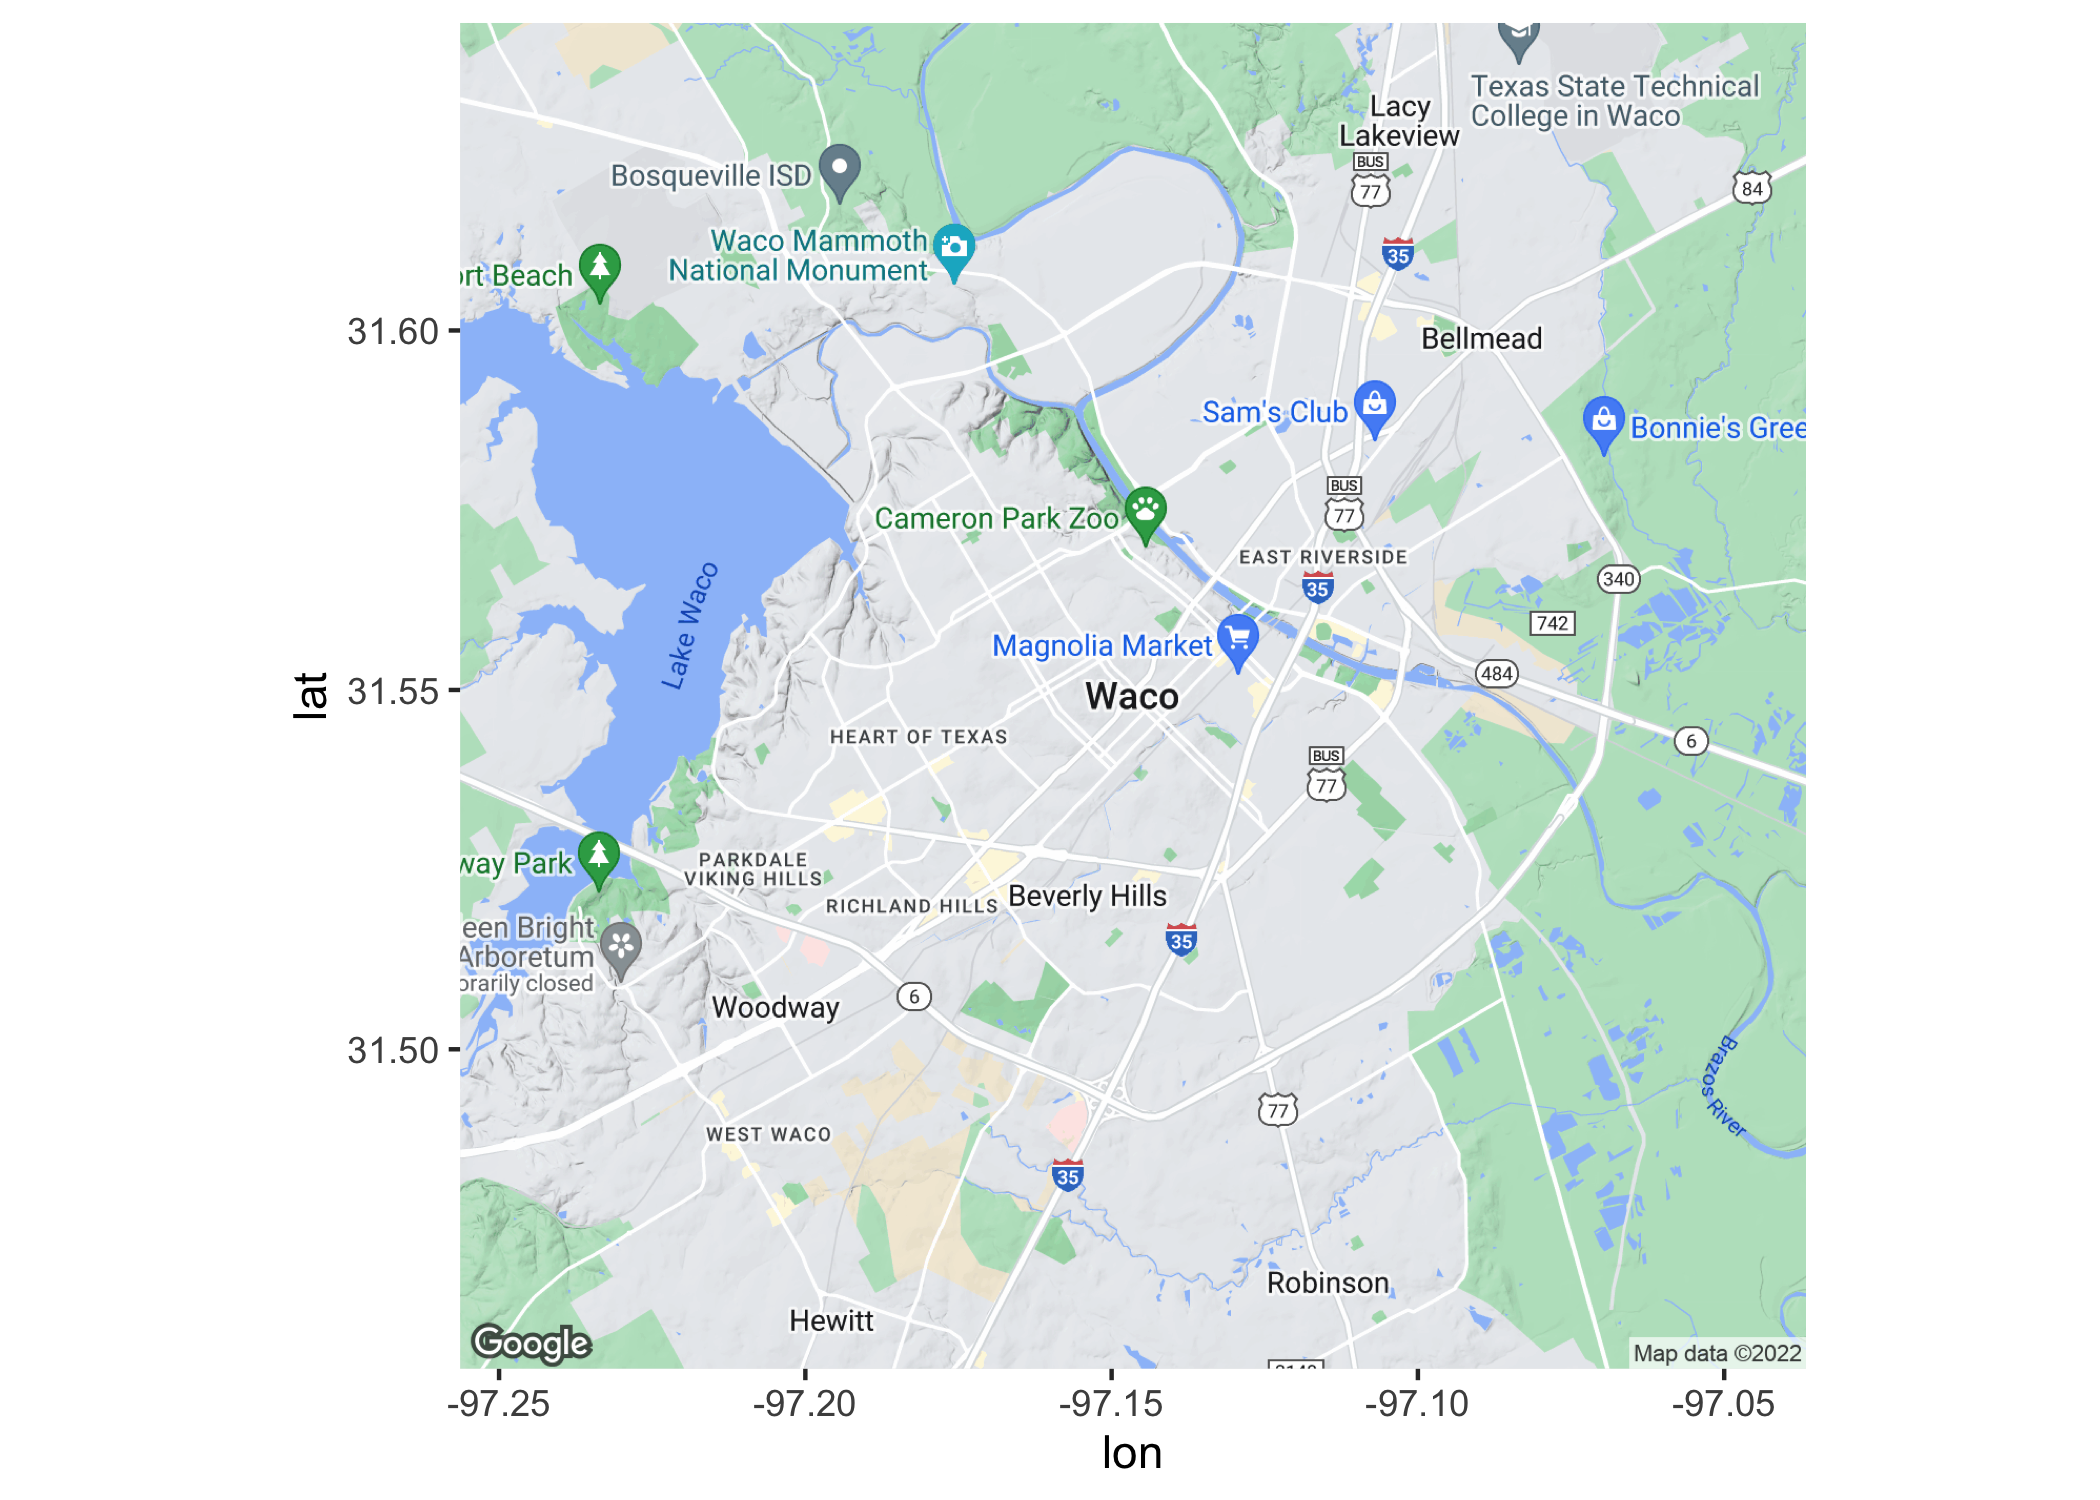 Texas State Technical
College in Waco
Lacy
Lakeview
BUS
77
84
Bosqueville ISD
Waco Mammoth
National Monument
35
ort Beach
31.60
Bellmead
Sam's Club
Bonnie's Gree
BUS
77
Cameron Park Zoo
EAST RIVERSIDE
35
340
742
Lake Waco
Magnolia Market
484
lat
31.55
Waco
HEART OF TEXAS
6
BUS
77
way Park
PARKDALE
VIKING HILLS
RICHLAND HILLS
Beverly Hills
een Bright
Arboretum
orarily closed
35
6
Woodway
31.50
Brazos River
77
WEST WACO
35
Robinson
Hewitt
Google
Map data ©2022
-97.25
-97.20
-97.15
-97.10
-97.05
lon